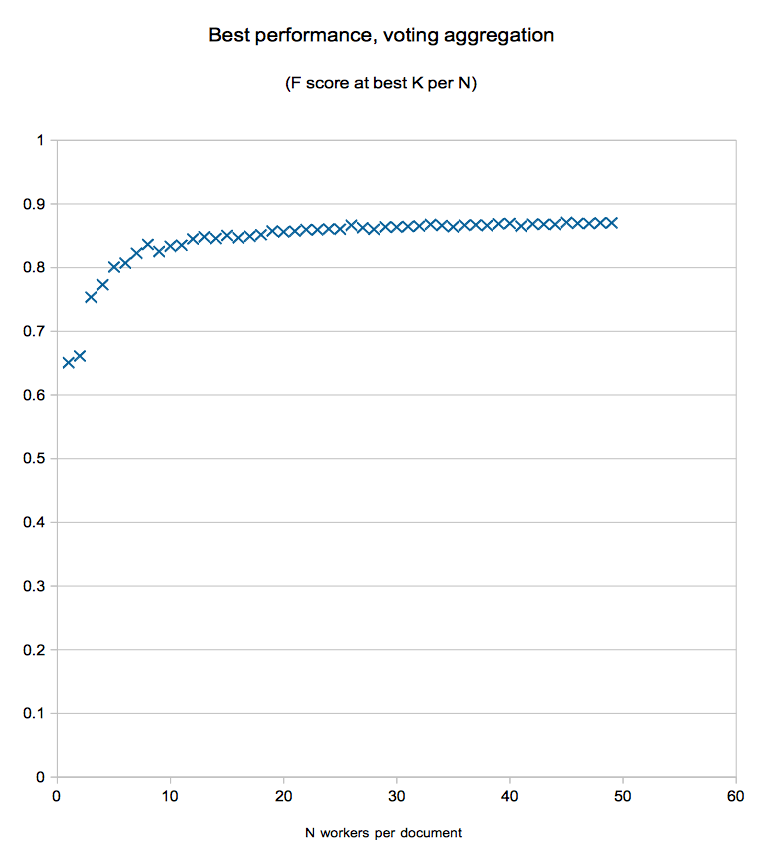 Best performance, voting aggregation
(F score at best K per N)
1
0.9
0.8
0.7
0.6
0.5
0.4
0.3
0.2
0.1
0
0 10 20 30 40 50 60
N workers per document